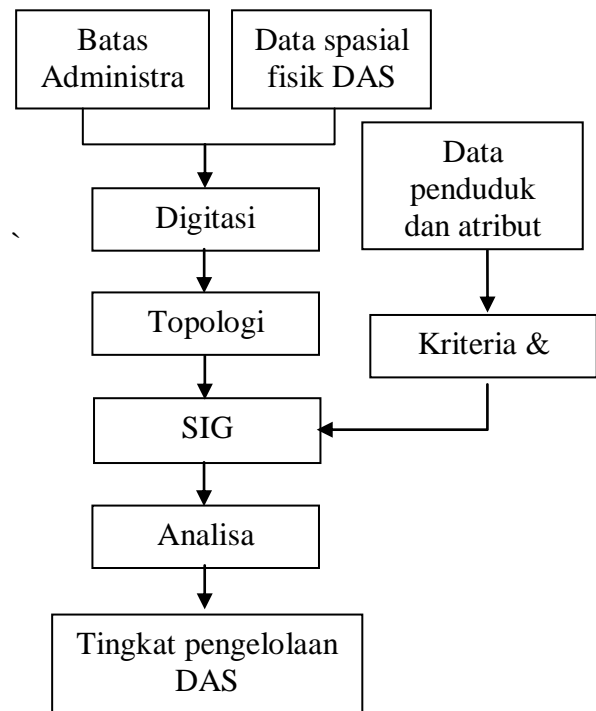 Batas
Administra
Data spasial
fisik DAS
Data
penduduk
dan atribut
Digitasi
`
Topologi
Kriteria &
SIG
Analisa
Tingkat pengelolaan
DAS